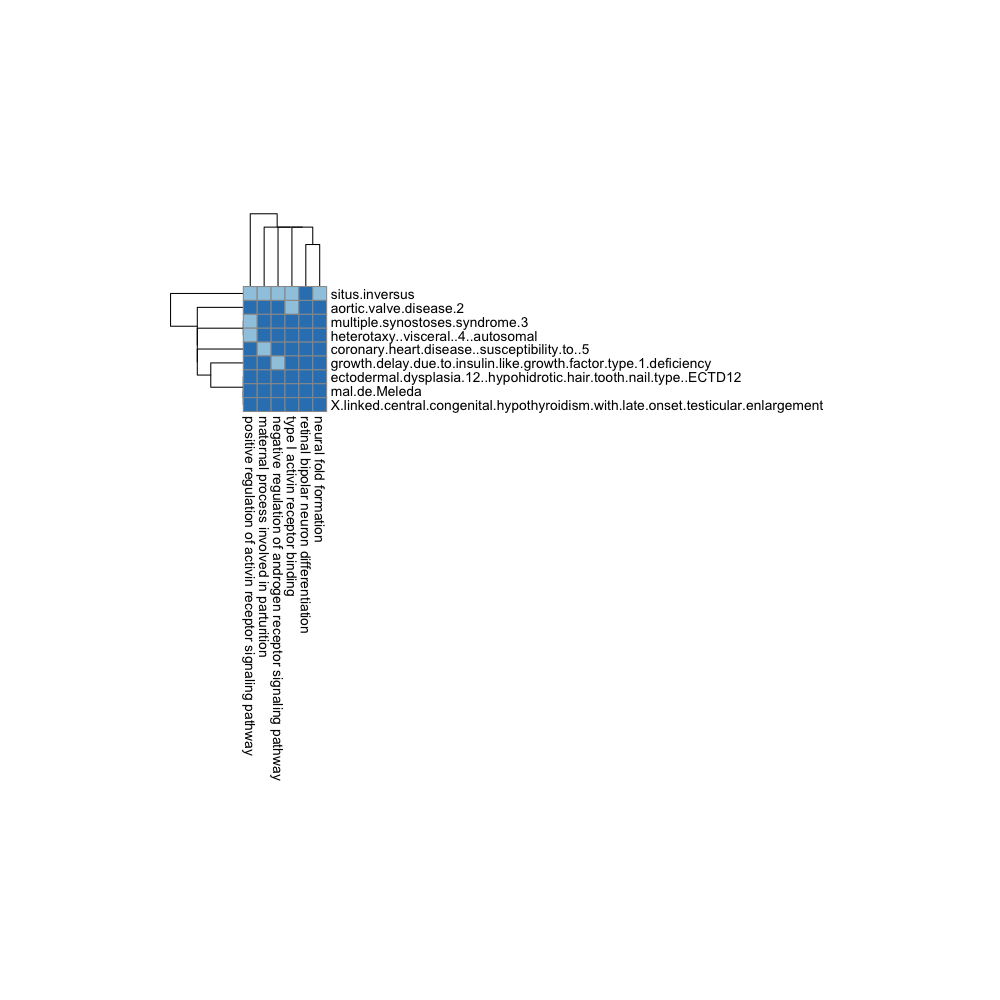 situs.inversus
aortic.valve.disease.2
multiple.synostoses.syndrome.3
heterotaxy..visceral..4..autosomal
coronary.heart.disease..susceptibility.to..5
growth.delay.due.to.insulin.like.growth.factor.type.1.deficiency
ectodermal.dysplasia.12..hypohidrotic.hair.tooth.nail.type..ECTD12
mal.de.Meleda
X.linked.central.congenital.hypothyroidism.with.late.onset.testicular.enlargement
positive regulation of activin receptor signaling pathway
maternal process involved in parturition
negative regulation of androgen receptor signaling pathway
type I activin receptor binding
retinal bipolar neuron differentiation
neural fold formation